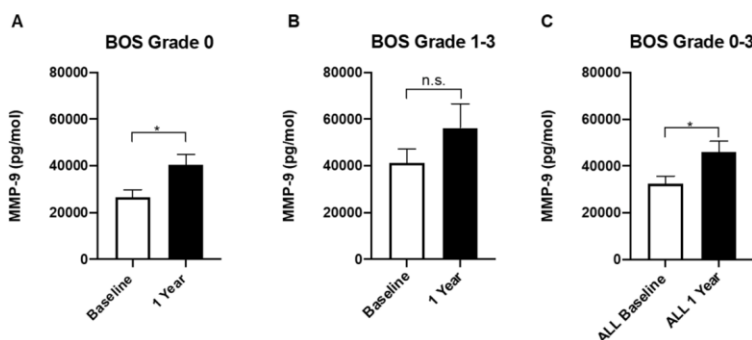 A
BOS Grade 0
MMP-9 (pg/mol)
80000
60000
40000
20000
0
*
Baseline
1 Year
B
BOS Grade 1-3
MMP-9 (pg/mol)
80000
60000
40000
20000
0
n.s.
Baseline
1 Year
C
BOS Grade 0-3
MMP-9 (pg/mol)
80000
60000
40000
20000
0
*
ALL Baseline
ALL 1 Year